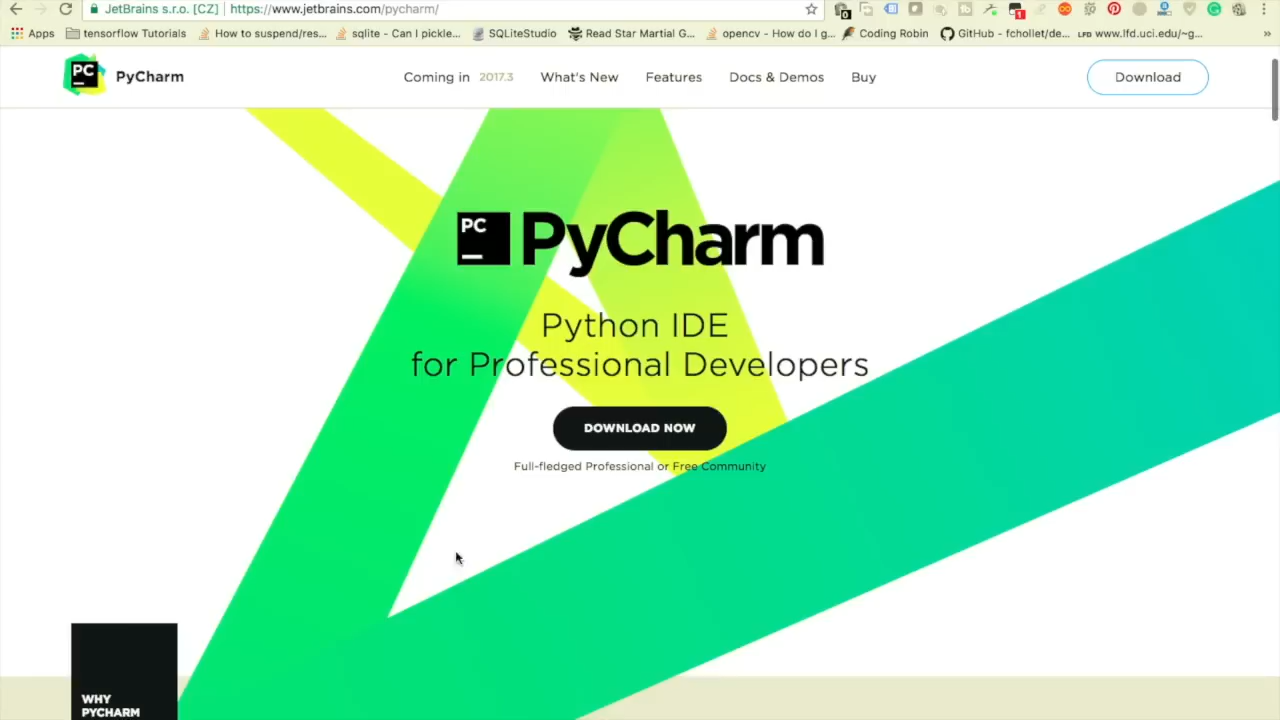 JetBrains s.r.o. [CZ] https://www.jetbrains.com/pycharm/
Apps tensorflow Tutorials How to suspend/res... sqlite - Can I pickle... SQLiteStudio Read Star Martial G... opencv - How do I g... Coding Robin GitHub - fchollet/de... LFD www.lfd.uci.edu/~g... »
PC PyCharm Coming in 2017.3 What's New Features Docs & Demos Buy Download
PC PyCharm
Python IDE
for Professional Developers
DOWNLOAD NOW
Full-fledged Professional or Free Community
WHY
PYCHARM